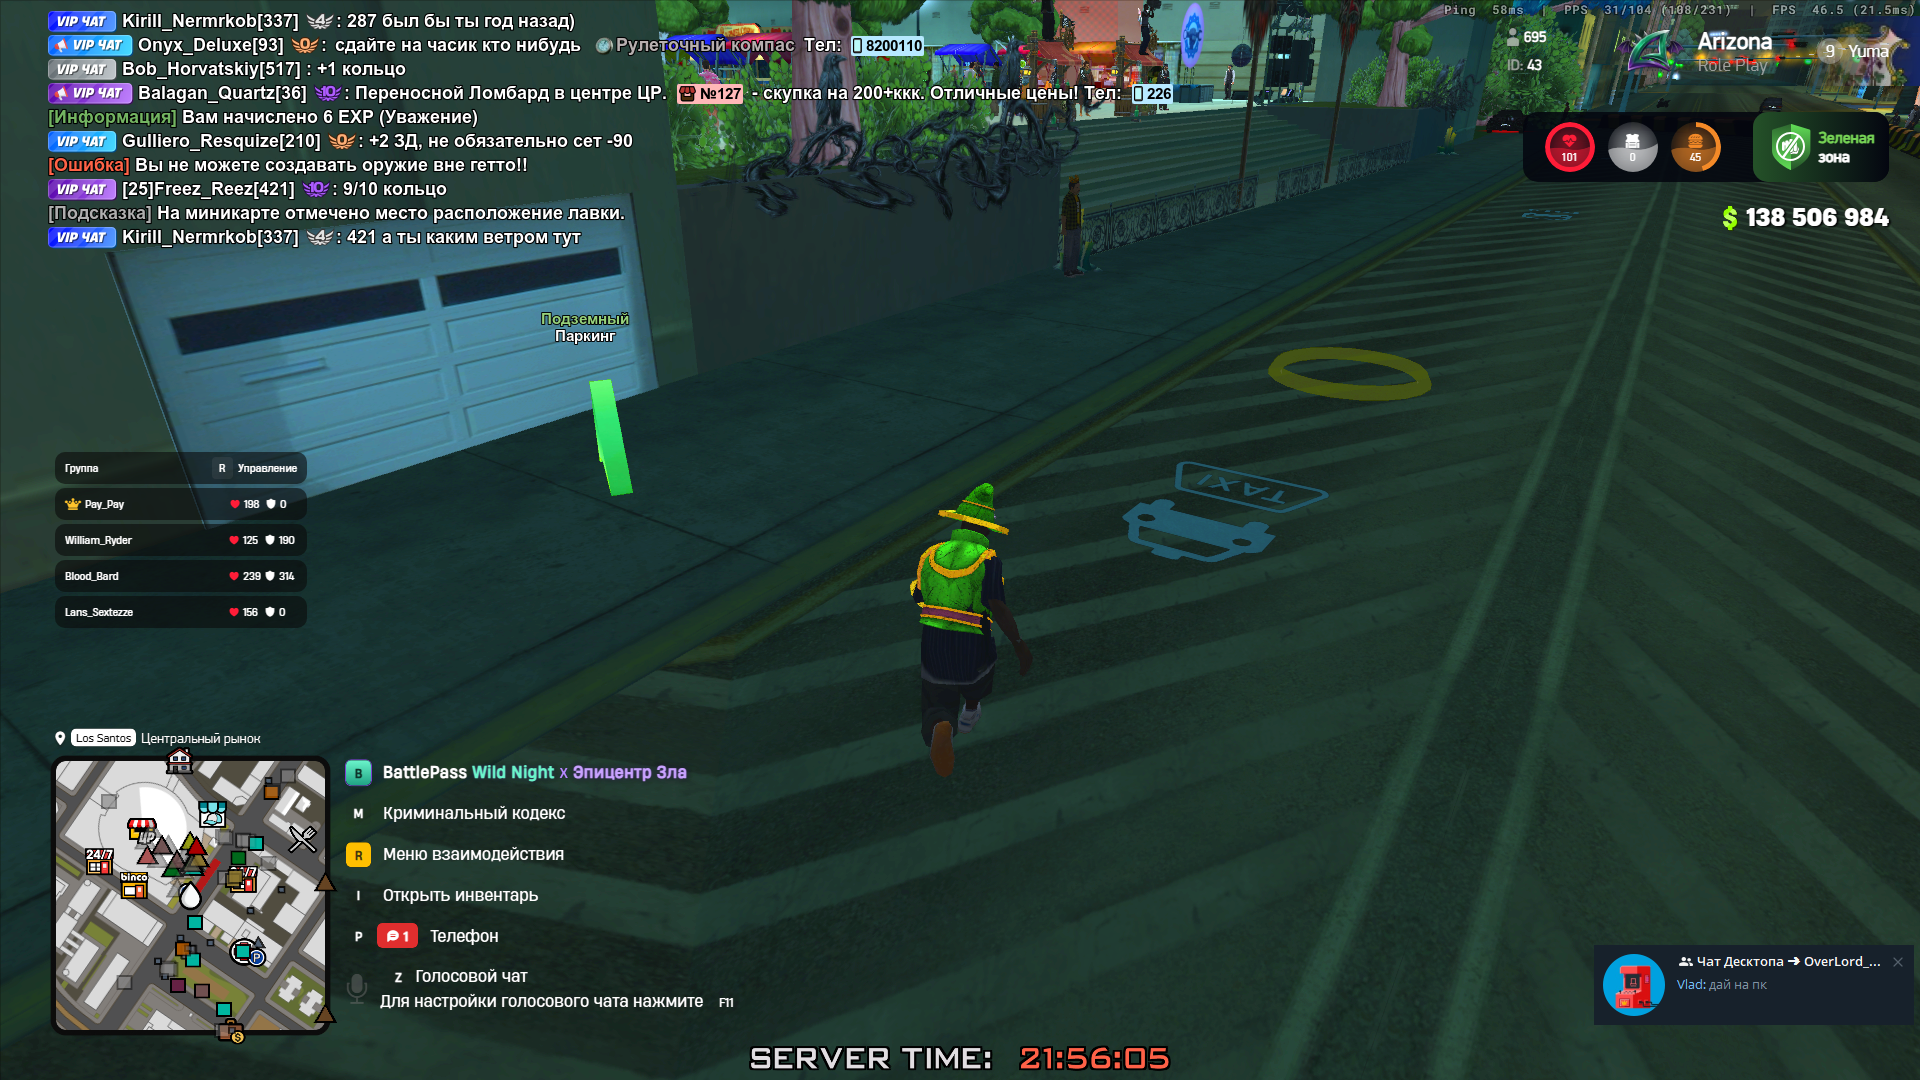 Ping 58ms | PPS 31/104 (108/231) | FPS 46.5 (21.5ms)
VIP ЧАТ Kirill_Nermrkob[337] 4 : 287 был бы ты год назад)
VIP ЧАТ Onyx_Deluxe[93] 0 : сдайте на часик кто нибудь Рулеточный компас Тел: 8200110
VIP ЧАТ Bob_Horvatskiy[517] : +1 кольцо
VIP ЧАТ Balagan_Quartz[36] 10 : Переносной Ломбард в центре ЦР. №127 - скупка на 200+ккк. Отличные цены! Тел: 226
[Информация] Вам начислено 6 EXP (Уважение)
VIP ЧАТ Gulliero_Resquize[210] 0 : +2 ЗД, не обязательно сет -90
[Ошибка] Вы не можете создавать оружие вне гетто!!
VIP ЧАТ [25]Freez_Reez[421] 10 : 9/10 кольцо
[Подсказка] На миникарте отмечено место расположение лавки.
VIP ЧАТ Kirill_Nermrkob[337] 4 : 421 а ты каким ветром тут
695
ID: 43
Arizona
Role Play
9 Yuma
101
0
45
Зеленая
зона
$ 138 506 984
Подземный
Паркинг
TAXI
Группа R Управление
Pay_Pay 198 0
William_Ryder 125 190
Blood_Bard 239 314
Lans_Sextezze 156 0
Los Santos Центральный рынок
24/7
binco
P
B BattlePass Wild Night x Эпицентр Зла
M Криминальный кодекс
R Меню взаимодействия
I Открыть инвентарь
P 1 Телефон
Z Голосовой чат
Для настройки голосового чата нажмите F11
Чат Десктопа ➜ OverLord_...
Vlad: дай на пк
SERVER TIME: 21:56:05